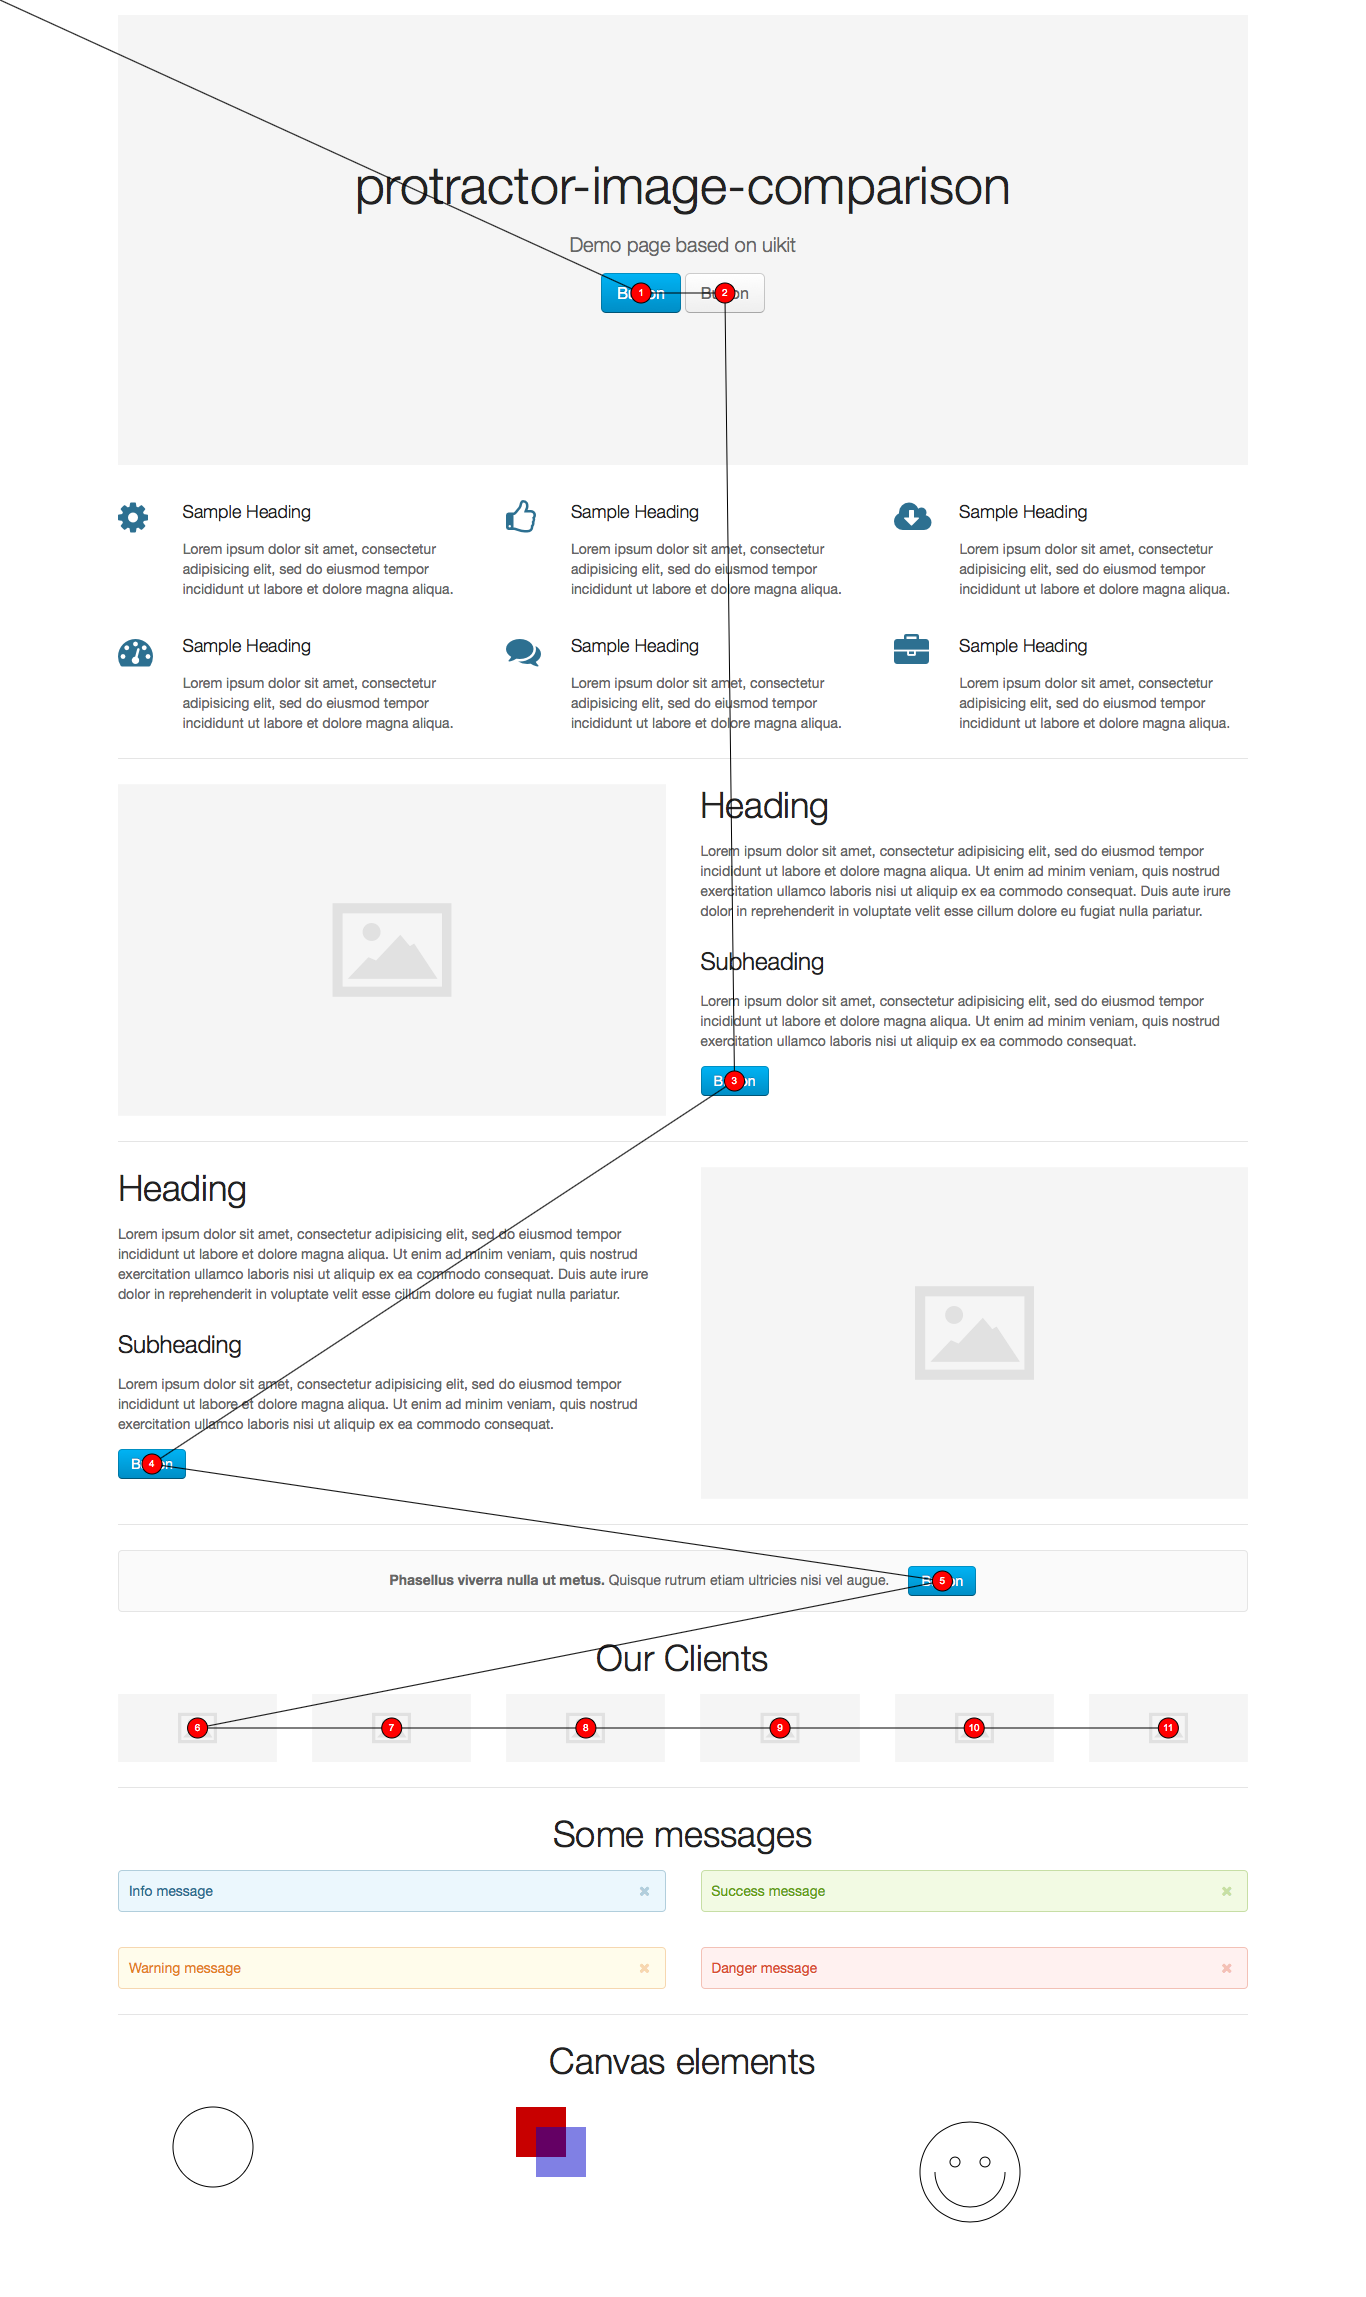 protractor-image-comparison
Demo page based on uikit
1
2
Sample Heading
Lorem ipsum dolor sit amet, consectetur
adipisicing elit, sed do eiusmod tempor
incididunt ut labore et dolore magna aliqua.
Sample Heading
Lorem ipsum dolor sit amet, consectetur
adipisicing elit, sed do eiusmod tempor
incididunt ut labore et dolore magna aliqua.
Sample Heading
Lorem ipsum dolor sit amet, consectetur
adipisicing elit, sed do eiusmod tempor
incididunt ut labore et dolore magna aliqua.
Sample Heading
Lorem ipsum dolor sit amet, consectetur
adipisicing elit, sed do eiusmod tempor
incididunt ut labore et dolore magna aliqua.
Sample Heading
Lorem ipsum dolor sit amet, consectetur
adipisicing elit, sed do eiusmod tempor
incididunt ut labore et dolore magna aliqua.
Sample Heading
Lorem ipsum dolor sit amet, consectetur
adipisicing elit, sed do eiusmod tempor
incididunt ut labore et dolore magna aliqua.
Heading
Lorem ipsum dolor sit amet, consectetur adipisicing elit, sed do eiusmod tempor
incididunt ut labore et dolore magna aliqua. Ut enim ad minim veniam, quis nostrud
exercitation ullamco laboris nisi ut aliquip ex ea commodo consequat. Duis aute irure
dolor in reprehenderit in voluptate velit esse cillum dolore eu fugiat nulla pariatur.
Subheading
Lorem ipsum dolor sit amet, consectetur adipisicing elit, sed do eiusmod tempor
incididunt ut labore et dolore magna aliqua. Ut enim ad minim veniam, quis nostrud
exercitation ullamco laboris nisi ut aliquip ex ea commodo consequat.
3
Heading
Lorem ipsum dolor sit amet, consectetur adipisicing elit, sed do eiusmod tempor
incididunt ut labore et dolore magna aliqua. Ut enim ad minim veniam, quis nostrud
exercitation ullamco laboris nisi ut aliquip ex ea commodo consequat. Duis aute irure
dolor in reprehenderit in voluptate velit esse cillum dolore eu fugiat nulla pariatur.
Subheading
Lorem ipsum dolor sit amet, consectetur adipisicing elit, sed do eiusmod tempor
incididunt ut labore et dolore magna aliqua. Ut enim ad minim veniam, quis nostrud
exercitation ullamco laboris nisi ut aliquip ex ea commodo consequat.
4
Phasellus viverra nulla ut metus. Quisque rutrum etiam ultricies nisi vel augue.
5
Our Clients
6
7
8
9
10
11
Some messages
Info message
Success message
Warning message
Danger message
Canvas elements